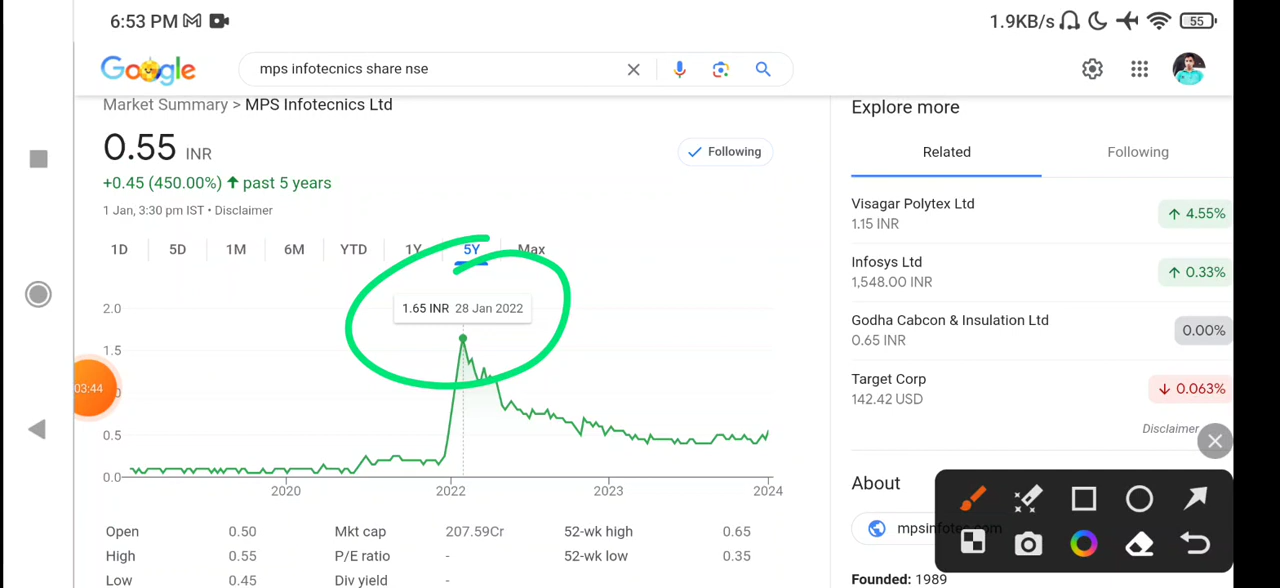 6:53 PM
1.9KB/s
55
Google
mps infotecnics share nse
Market Summary > MPS Infotecnics Ltd
0.55 INR
Following
+0.45 (450.00%) past 5 years
1 Jan, 3:30 pm IST • Disclaimer
1D 5D 1M 6M YTD 1Y 5Y Max
1.65 INR 28 Jan 2022
2.0
1.5
03:44
0.5
0.0
2020 2022 2023 2024
Open 0.50 Mkt cap 207.59Cr 52-wk high 0.65
High 0.55 P/E ratio - 52-wk low 0.35
Low 0.45 Div yield -
Explore more
Related Following
Visagar Polytex Ltd
1.15 INR
4.55%
Infosys Ltd
1,548.00 INR
0.33%
Godha Cabcon & Insulation Ltd
0.65 INR
0.00%
Target Corp
142.42 USD
0.063%
Disclaimer
About
mpsinfotec.com
Founded: 1989